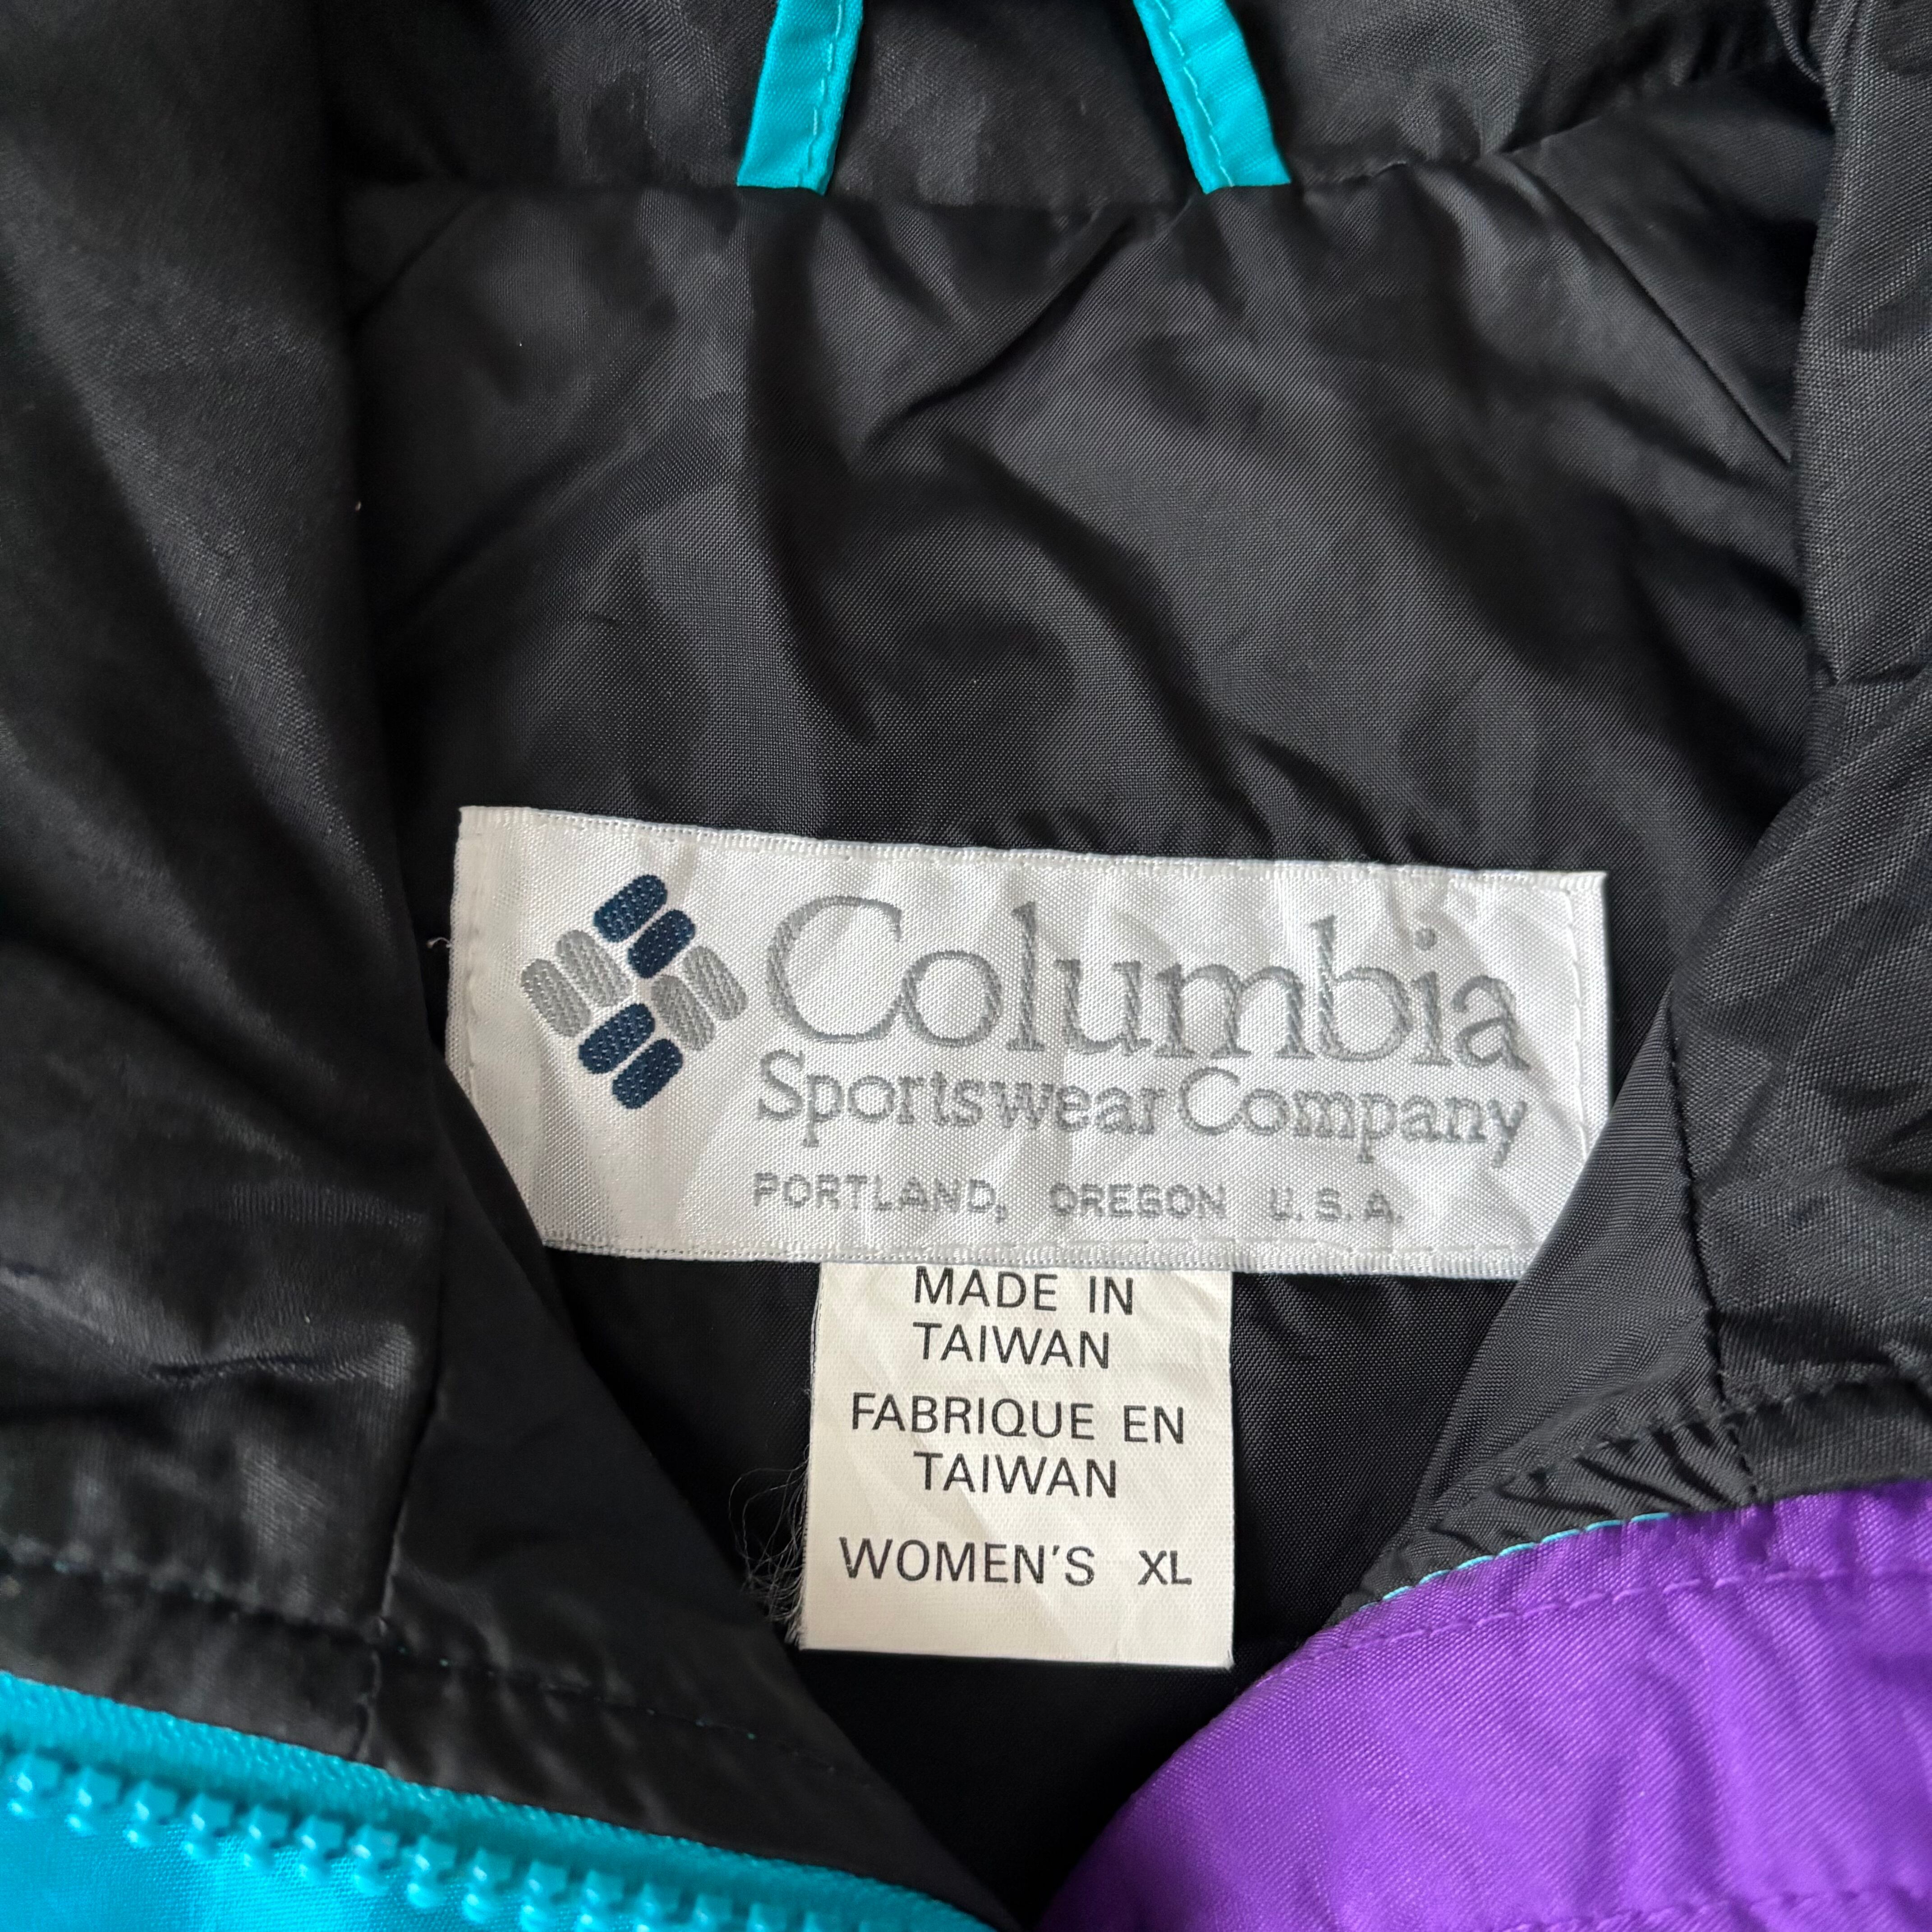 Columbia
Sportswear Company
PORTLAND, OREGON U.S.A.
MADE IN
TAIWAN
FABRIQUE EN
TAIWAN
WOMEN'S XL